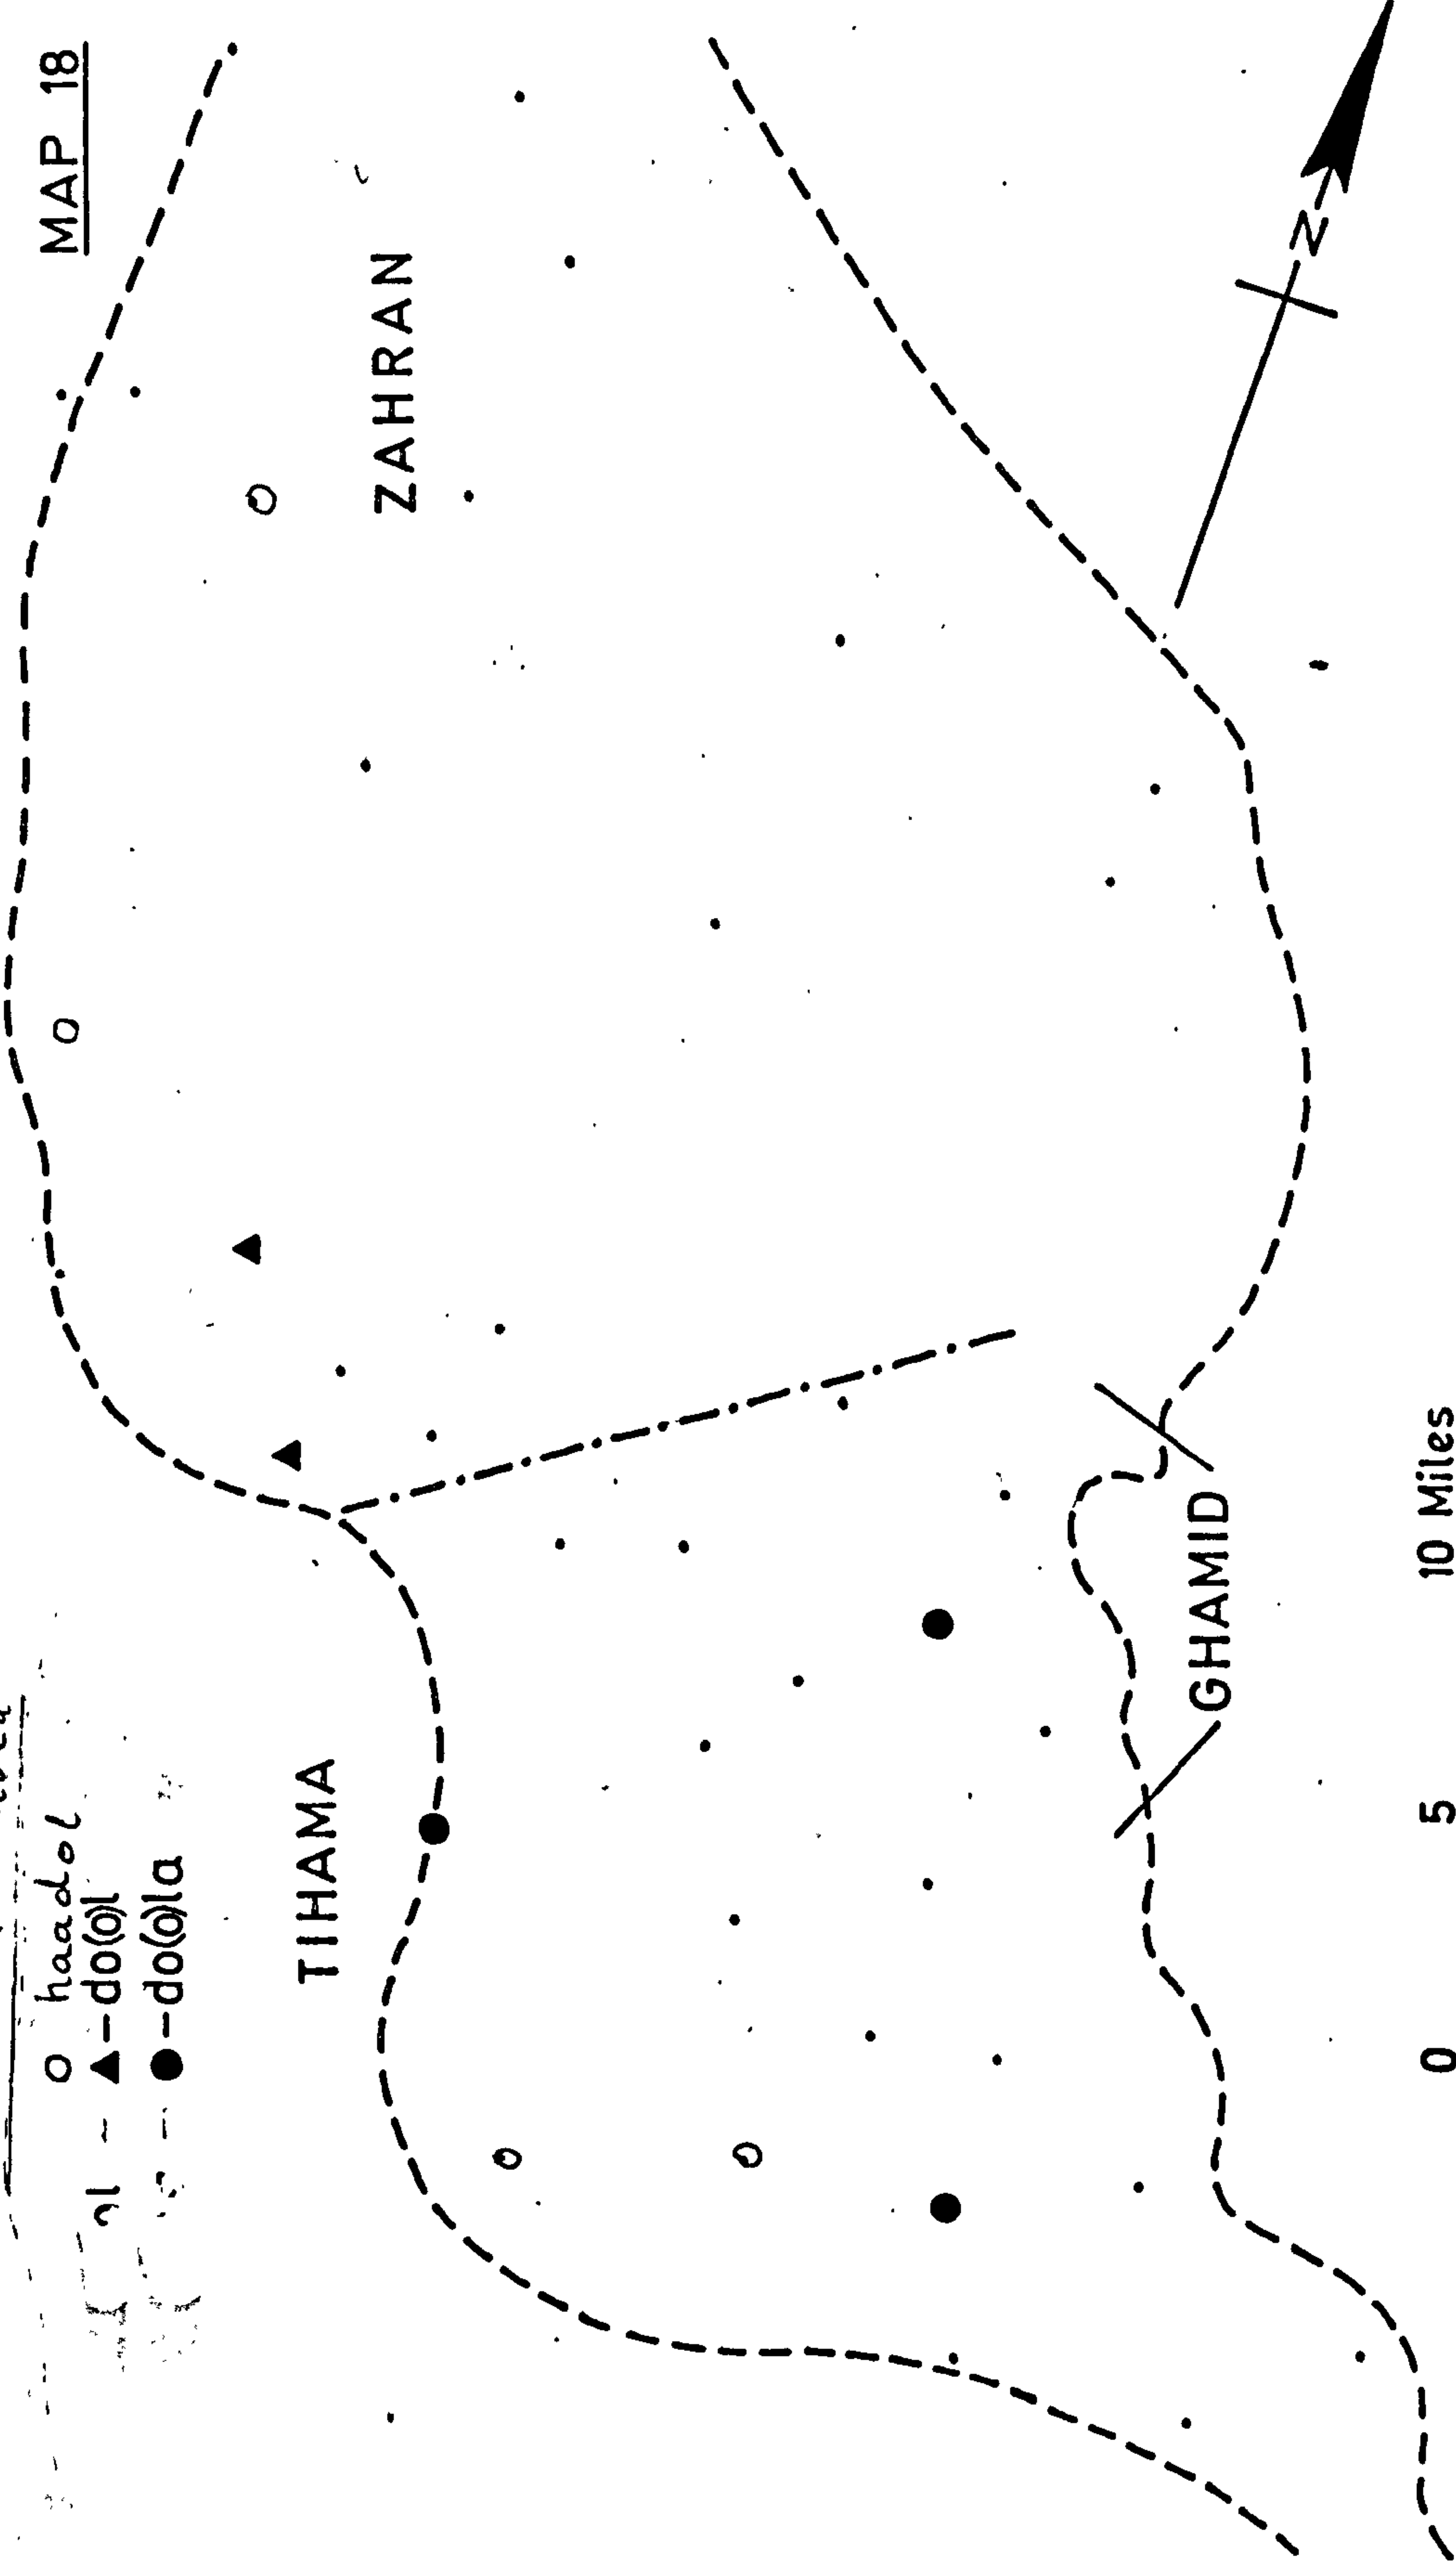 MAP 18
O haadol
▲ – do(o)l
● – do(o)la
ZAHRAN
TIHAMA
GHAMID
N
0 5 10 Miles